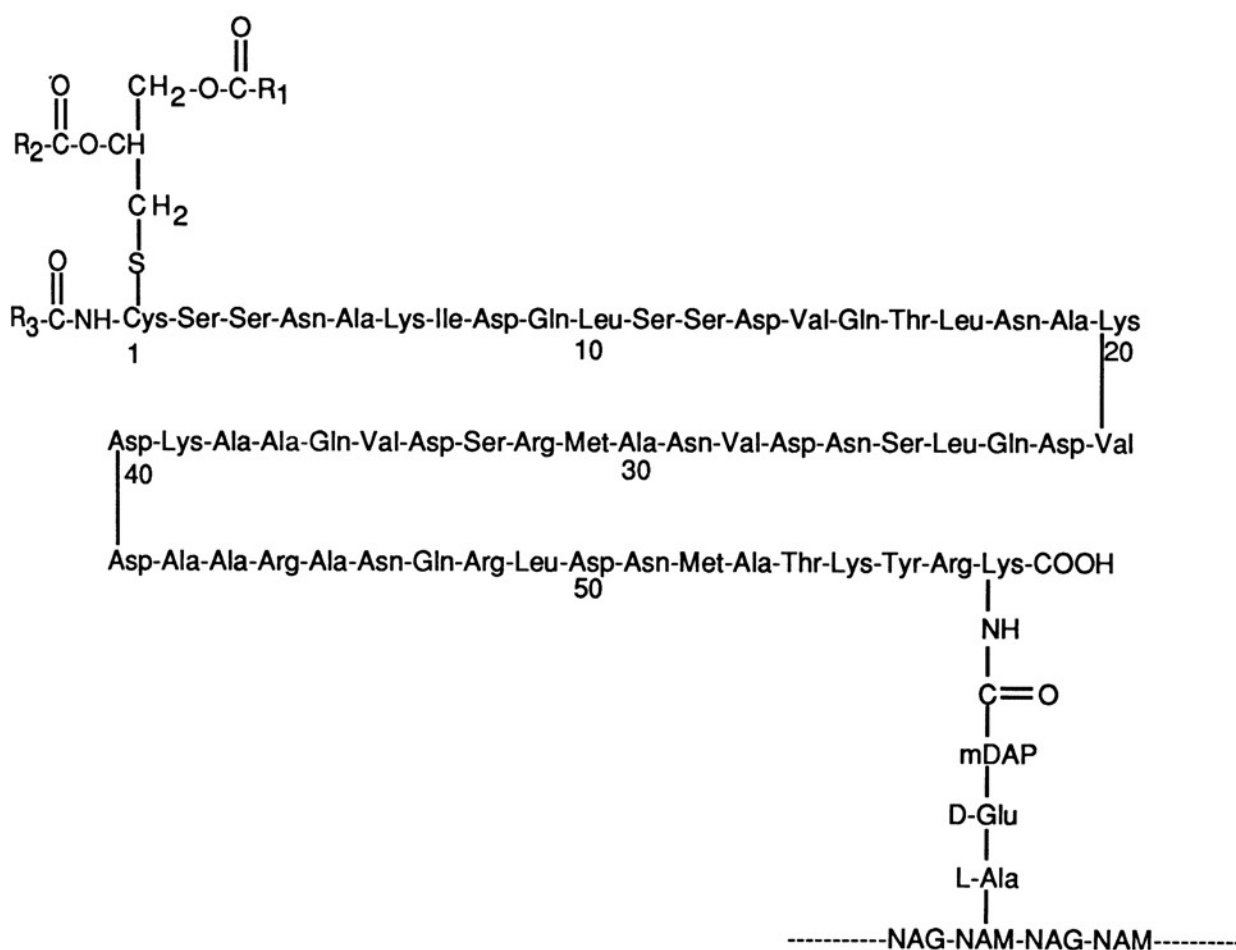 O
O CH2-O-C-R1
R2-C-O-CH
CH2
O S
R3-C-NH-Cys-Ser-Ser-Asn-Ala-Lys-Ile-Asp-Gln-Leu-Ser-Ser-Asp-Val-Gln-Thr-Leu-Asn-Ala-Lys
1 10 20
Asp-Lys-Ala-Ala-Gln-Val-Asp-Ser-Arg-Met-Ala-Asn-Val-Asp-Asn-Ser-Leu-Gln-Asp-Val
40 30
Asp-Ala-Ala-Arg-Ala-Asn-Gln-Arg-Leu-Asp-Asn-Met-Ala-Thr-Lys-Tyr-Arg-Lys-COOH
50
NH
C=O
mDAP
D-Glu
L-Ala
--------NAG-NAM-NAG-NAM--------